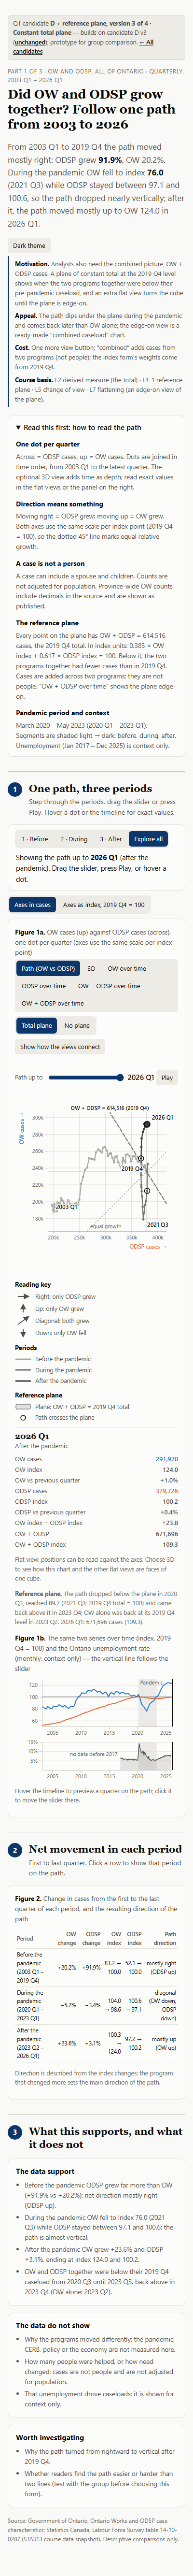 Any candidate D = reference plane, version 3 of 4 ·
Constant-total plane — builds on candidate D v3
(unchanged); prototype for group comparison. ← All
candidates
PART 1 OF 3 · OW AND ODSP, ALL OF ONTARIO · QUARTERLY,
2003 Q1 – 2026 Q1
Did OW and ODSP grow
together? Follow one path
from 2003 to 2026
From 2003 Q1 to 2019 Q4 the path moved
mostly right: ODSP grew 91.9%, OW 20.2%.
During the pandemic OW fell to index 76.0
(2021 Q3) while ODSP stayed between 97.1 and
100.6, so the path dropped nearly vertically; after
it, the path moved mostly up to OW 124.0 in
2026 Q1.
Dark theme
Motivation. Analysts also need the combined picture, OW +
ODSP cases. A plane of constant total at the 2019 Q4 level
shows when the two programs together were below their
pre-pandemic caseload, and an extra flat view turns the cube
until the plane is edge-on.
Appeal. The path dips under the plane during the pandemic
and comes back later than OW alone; the edge-on view is a
ready-made "combined caseload" chart.
Cost. One more view button; "combined" adds cases from
two programs (not people); the index form's weights come
from 2019 Q4.
Course basis. L2 derived measure (the total) · L4-1 reference
plane · L5 change of view · L7 flattening (an edge-on view of
the plane).
▼ Read this first: how to read the path
One dot per quarter
Across = ODSP cases, up = OW cases. Dots are joined in
time order, from 2003 Q1 to the latest quarter. The
optional 3D view adds time as depth; read exact values
in the flat views or the panel on the right.
Direction means something
Moving right = ODSP grew; moving up = OW grew.
Both axes use the same scale per index point (2019 Q4
= 100), so the dotted 45° line marks equal relative
growth.
A case is not a person
A case can include a spouse and children. Counts are
not adjusted for population. Province-wide OW counts
include decimals in the source and are shown as
published.
The reference plane
Every point on the plane has OW + ODSP = 614,516
cases, the 2019 Q4 total. In index units: 0.383 × OW
index + 0.617 × ODSP index = 100. Below it, the two
programs together had fewer cases than in 2019 Q4.
Cases are added across two programs; they are not
people. "OW + ODSP over time" shows the plane edge-
on.
Pandemic period and context
March 2020 – May 2023 (2020 Q1 – 2023 Q1).
Segments are shaded light → dark: before, during, after.
Unemployment (Jan 2017 – Dec 2025) is context only.
1 One path, three periods
Step through the periods, drag the slider or press
Play. Hover a dot or the timeline for exact values.
1 · Before 2 · During 3 · After Explore all
Showing the path up to 2026 Q1 (after the
pandemic). Drag the slider, press Play, or hover a
dot.
Axes in cases Axes as index, 2019 Q4 = 100
Figure 1a. OW cases (up) against ODSP cases (across),
one dot per quarter (axes use the same scale per index
point)
Path (OW vs ODSP) 3D OW over time
ODSP over time OW − ODSP over time
OW + ODSP over time
Total plane No plane
Show how the views connect
Path up to 2026 Q1 Play
OW + ODSP = 614,516 (2019 Q4)
OW cases →
300k
280k
260k
240k
220k
200k
180k
2026 Q1
2019 Q4
2003 Q1
2021 Q3
equal growth
200k 250k 300k 350k 400k
ODSP cases →
Reading key
Right: only ODSP grew
Up: only OW grew
Diagonal: both grew
Down: only OW fell
Periods
Before the pandemic
During the pandemic
After the pandemic
Reference plane
Plane: OW + ODSP = 2019 Q4 total
Path crosses the plane
2026 Q1
After the pandemic
OW cases 291,970
OW index 124.0
OW vs previous quarter +1.0%
ODSP cases 379,726
ODSP index 100.2
ODSP vs previous quarter +0.4%
OW index − ODSP index +23.8
OW + ODSP 671,696
OW + ODSP index 109.3
Flat view: positions can be read against the axes. Choose 3D
to see how this chart and the other flat views are faces of
one cube.
Reference plane. The path dropped below the plane in 2020
Q3, reached 89.7 (2021 Q3; 2019 Q4 total = 100) and came
back above it in 2023 Q4; OW alone was back at its 2019 Q4
level in 2023 Q2. 2026 Q1: 671,696 cases (109.3).
Figure 1b. The same two series over time (index, 2019
Q4 = 100) and the Ontario unemployment rate
(monthly, context only) — the vertical line follows the
slider
Pandemic
120
100
80
60
2005 2010 2015 2020 2025
15%
10%
5%
no data before 2017
2005 2010 2015 2020 2025
Hover the timeline to preview a quarter on the path; click it
to move the slider there.
2 Net movement in each period
First to last quarter. Click a row to show that period
on the path.
Figure 2. Change in cases from the first to the last
quarter of each period, and the resulting direction of the
path
Period OW change ODSP change OW index ODSP index Path direction
Before the pandemic (2003 Q1 – 2019 Q4) +20.2% +91.9% 83.2 → 100.0 52.1 → 100.0 mostly right (ODSP up)
During the pandemic (2020 Q1 – 2023 Q1) −5.2% −3.4% 104.0 → 98.6 100.6 → 97.1 diagonal (OW down, ODSP down)
After the pandemic (2023 Q2 – 2026 Q1) +23.6% +3.1% 100.3 → 124.0 97.2 → 100.2 mostly up (OW up)
Direction is described from the index changes: the program
that changed more sets the main direction of the path.
3 What this supports, and what
it does not
The data support
• Before the pandemic ODSP grew far more than OW
(+91.9% vs +20.2%): net direction mostly right
(ODSP up).
• During the pandemic OW fell to index 76.0 (2021
Q3) while ODSP stayed between 97.1 and 100.6: the
path is almost vertical.
• After the pandemic OW grew +23.6% and ODSP
+3.1%, ending at index 124.0 and 100.2.
• OW and ODSP together were below their 2019 Q4
caseload from 2020 Q3 until 2023 Q3, back above
in 2023 Q4 (OW alone: 2023 Q2).
The data do not show
• Why the programs moved differently: the pandemic,
CERB, policy or the economy are not measured here.
• How many people were helped, or how need
changed: cases are not people and are not adjusted
for population.
• That unemployment drove caseloads: it is shown for
context only.
Worth investigating
• Why the path turned from rightward to vertical after
2019 Q4.
• Whether readers find the path easier or harder than
two lines (test with the group before choosing this
form).
Source: Government of Ontario, Ontario Works and ODSP case
characteristics; Statistics Canada, Labour Force Survey table 14-10-
0287 (STA313 course data snapshot). Descriptive comparisons only.